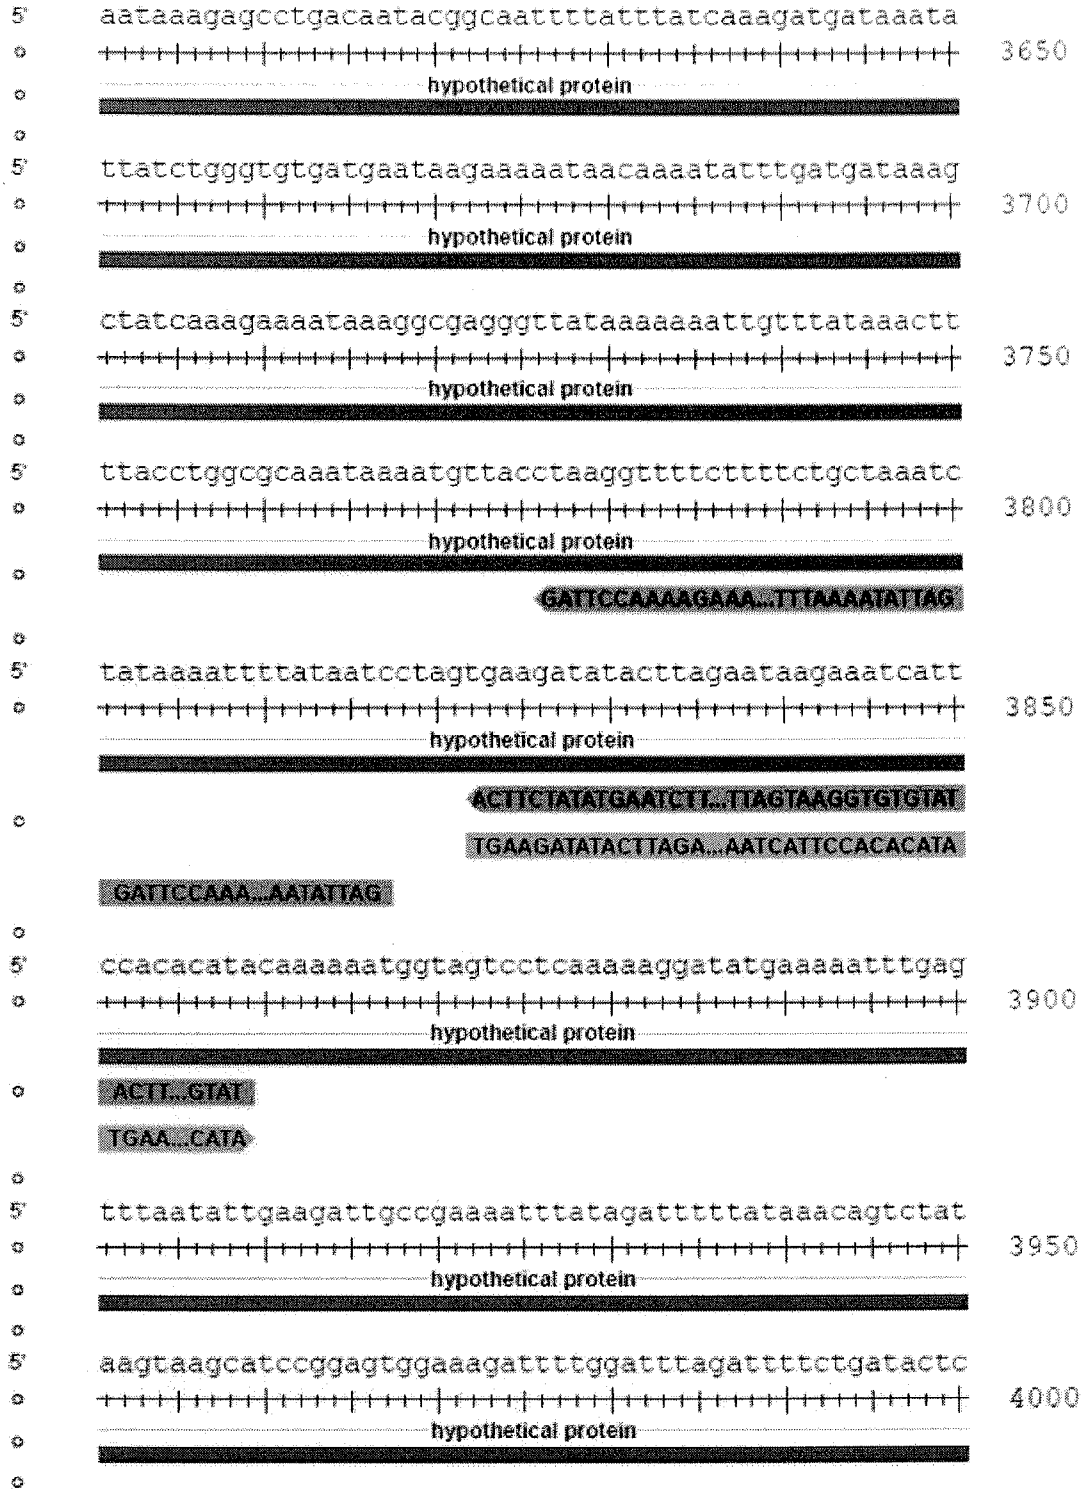 5' aataaagagcctgacaatacggcaattttatttatcaaagatgataaata
3650
hypothetical protein
5' ttatctgggtgtgatgaataagaaaaataacaaaatatttgatgataaag
3700
hypothetical protein
5' ctatcaaagaaaataaaggcgagggttataaaaaaattgtttataaactt
3750
hypothetical protein
5' ttacctggcgcaaataaaatgttacctaaggttttcttttctgctaaatc
3800
hypothetical protein
GATTCCAAAAGAAA...TTTAAAATATTAG
5' tataaaattttataatcctagtgaagatatacttagaataagaaatcatt
3850
hypothetical protein
ACTTCTATATGAATCTT...TTAGTAAGGTGTGTAT
TGAAGATATACTTAGA...AATCATTCCACACATA
GATTCCAAA...AATATTAG
5' ccacacatacaaaaaatggtagtcctcaaaaaggatatgaaaaatttgag
3900
hypothetical protein
ACTT...GTAT
TGAA...CATA
5' tttaatattgaagattgccgaaaatttatagatttttataaacagtctat
3950
hypothetical protein
5' aagtaagcatccggagtggaaagattttggatttagattttctgatactc
4000
hypothetical protein